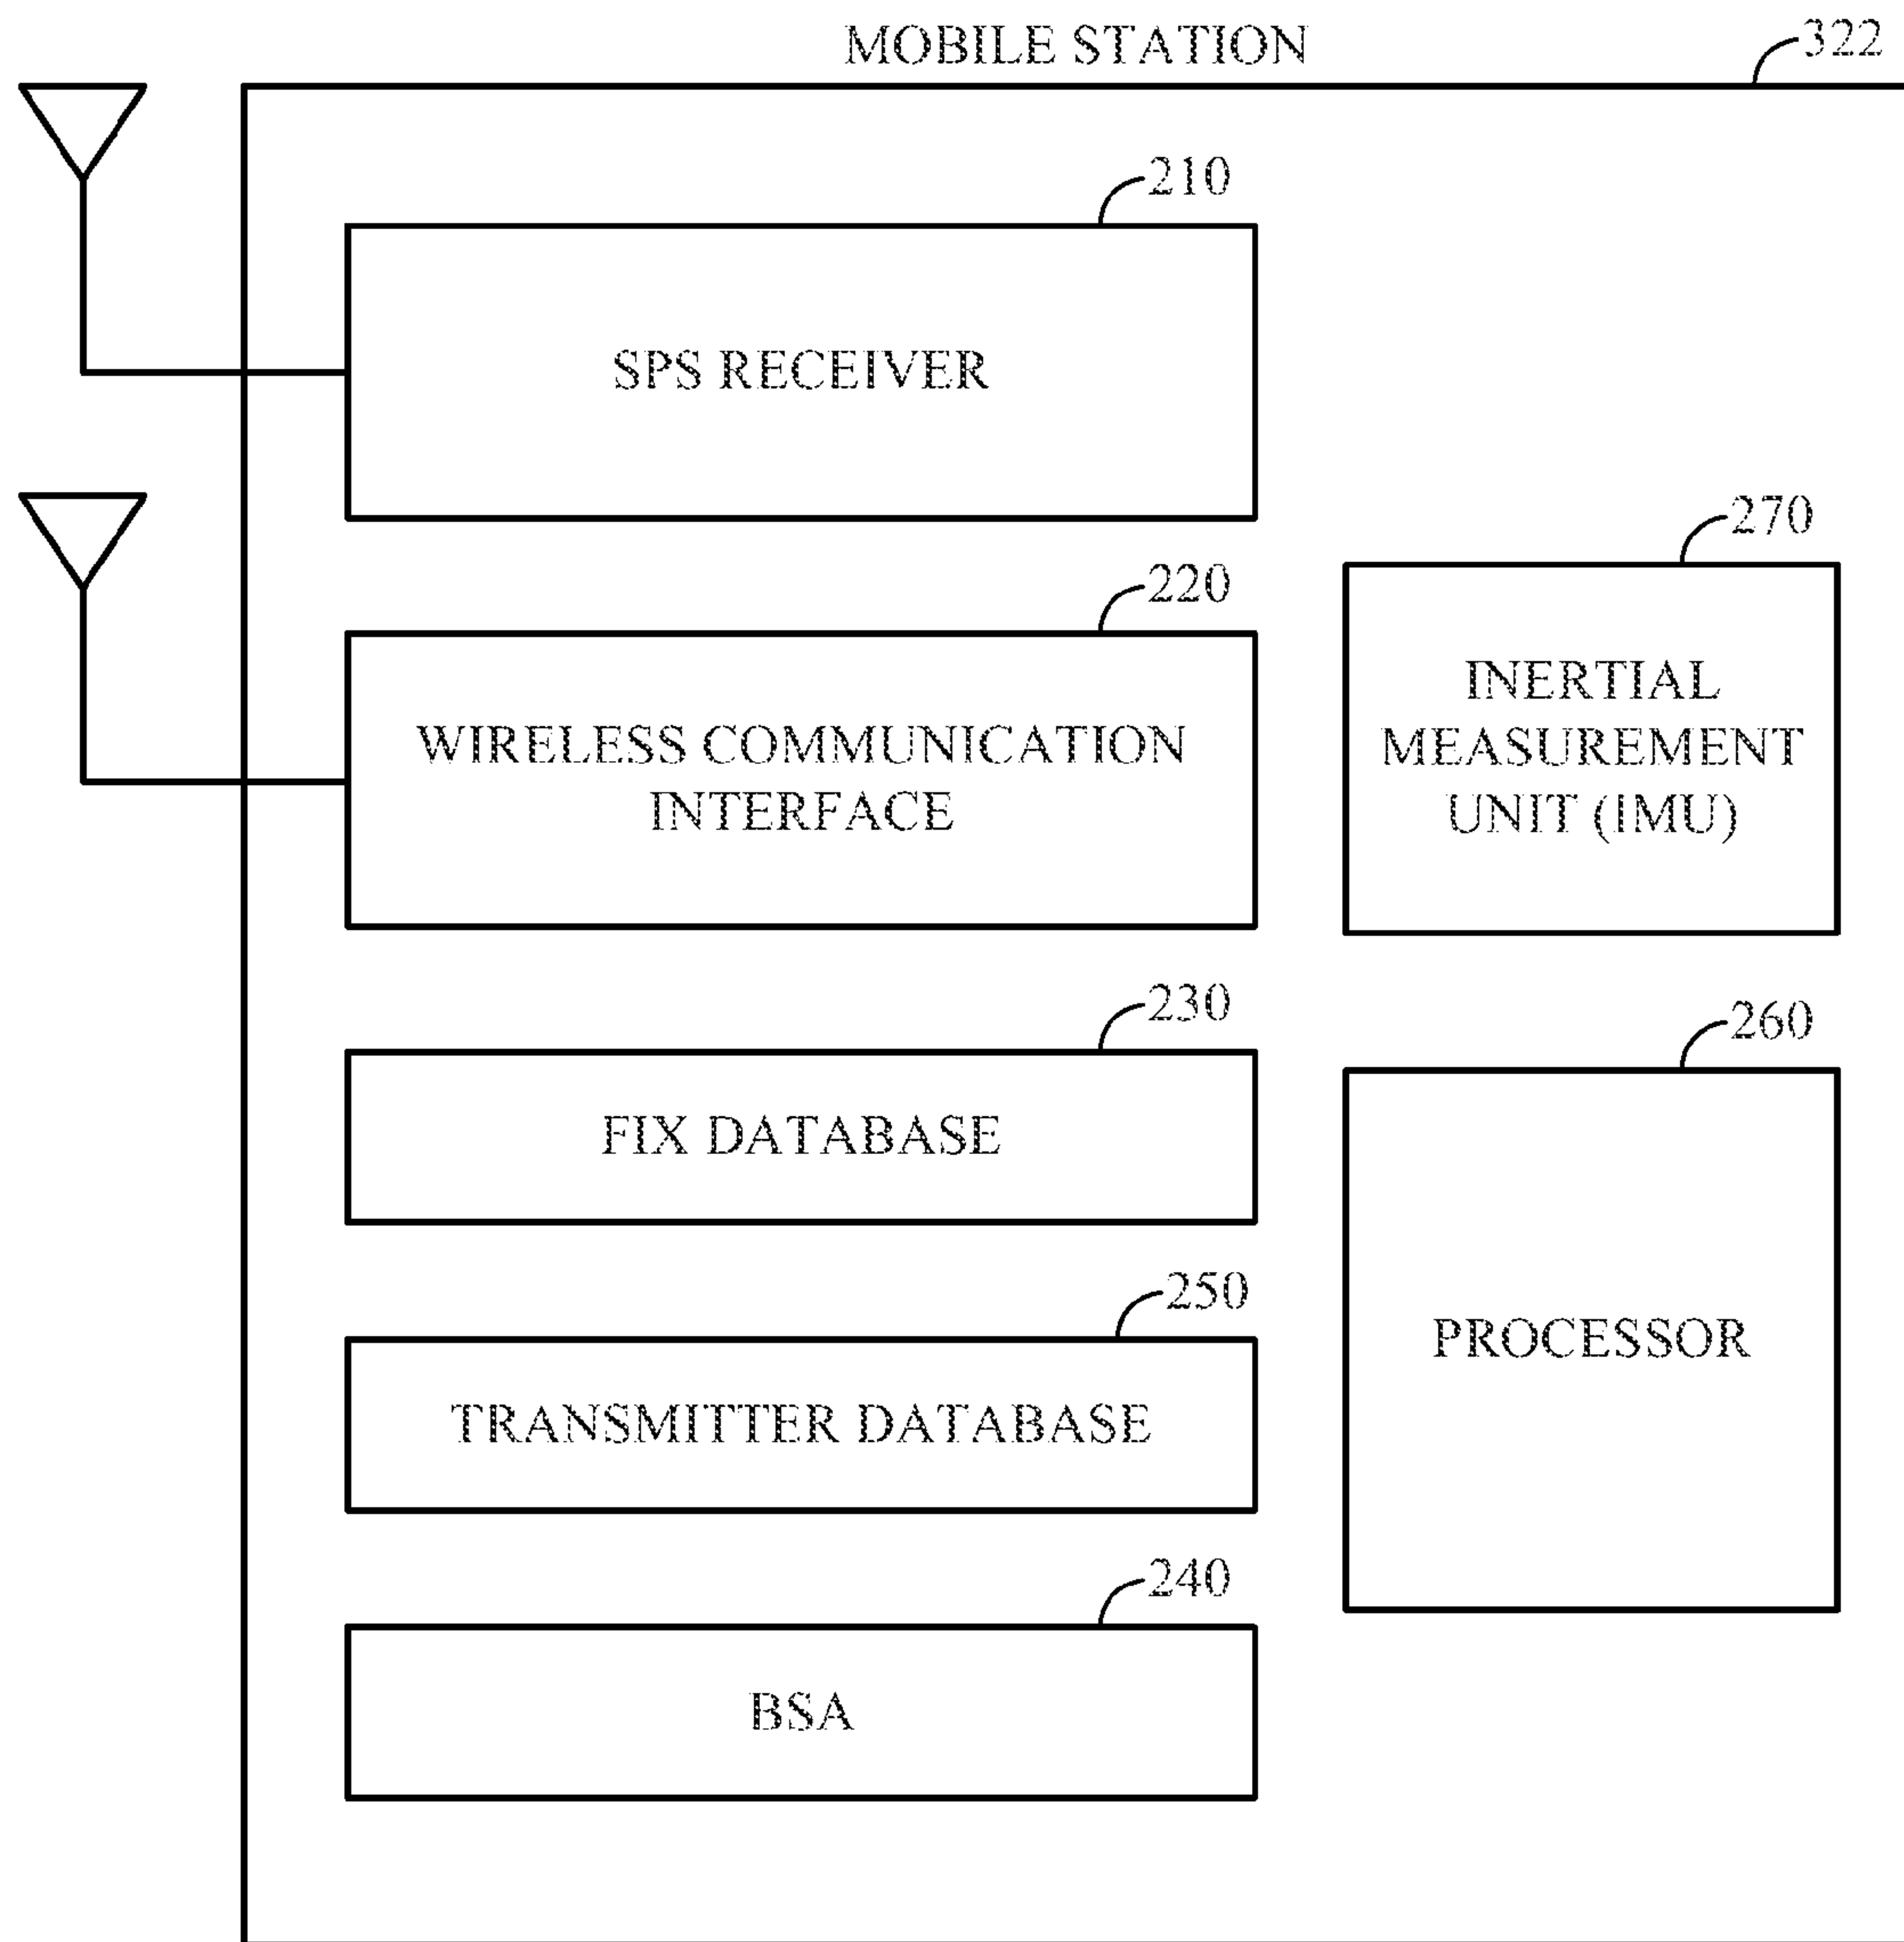 MOBILE STATION
322
210
SPS RECEIVER
220
WIRELESS COMMUNICATION
INTERFACE
270
INERTIAL
MEASUREMENT
UNIT (IMU)
230
FIX DATABASE
260
PROCESSOR
250
TRANSMITTER DATABASE
240
BSA